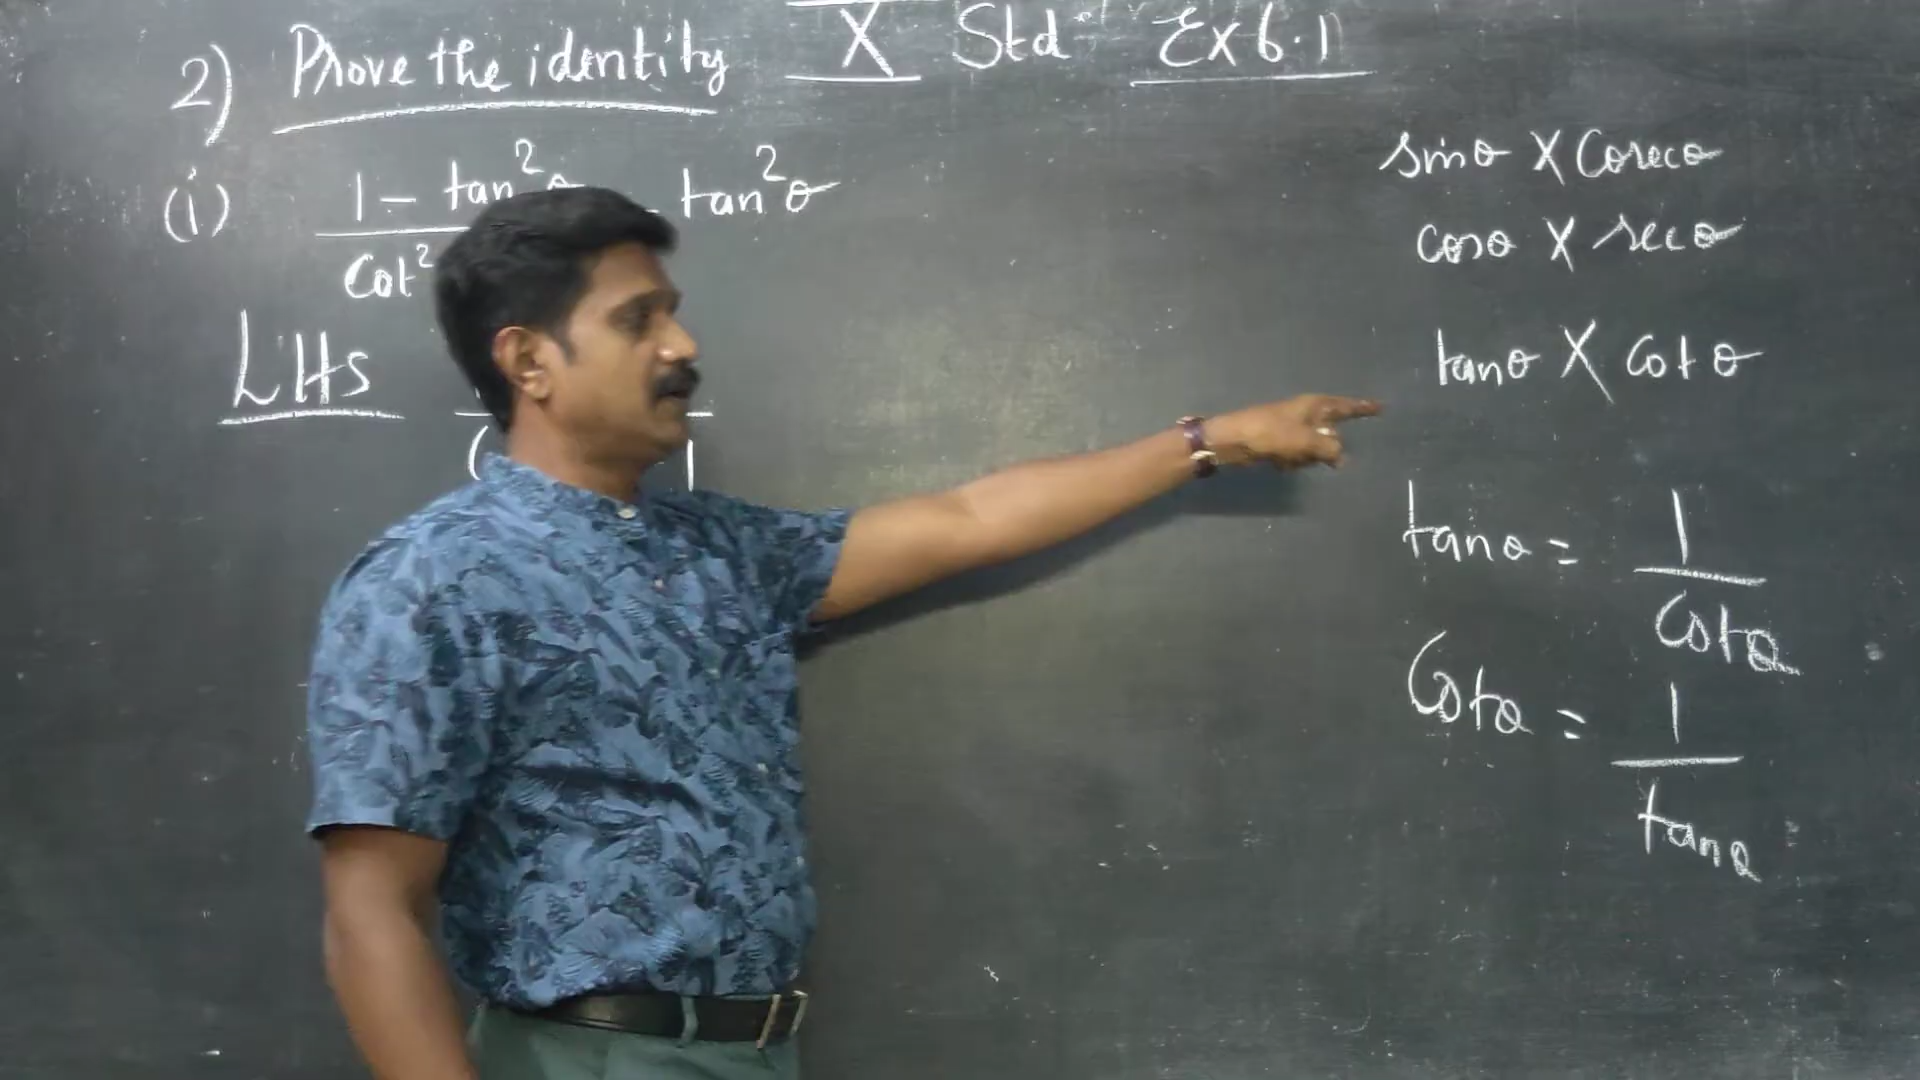 X Std Ex 6.1
2) Prove the identity
(i) 1 - tan²θ tan²θ
cot²
LHS
1
sinθ X cosecθ
cosθ X secθ
tanθ X cotθ
tanθ = 1
cotθ
Cotθ = 1
tanθ